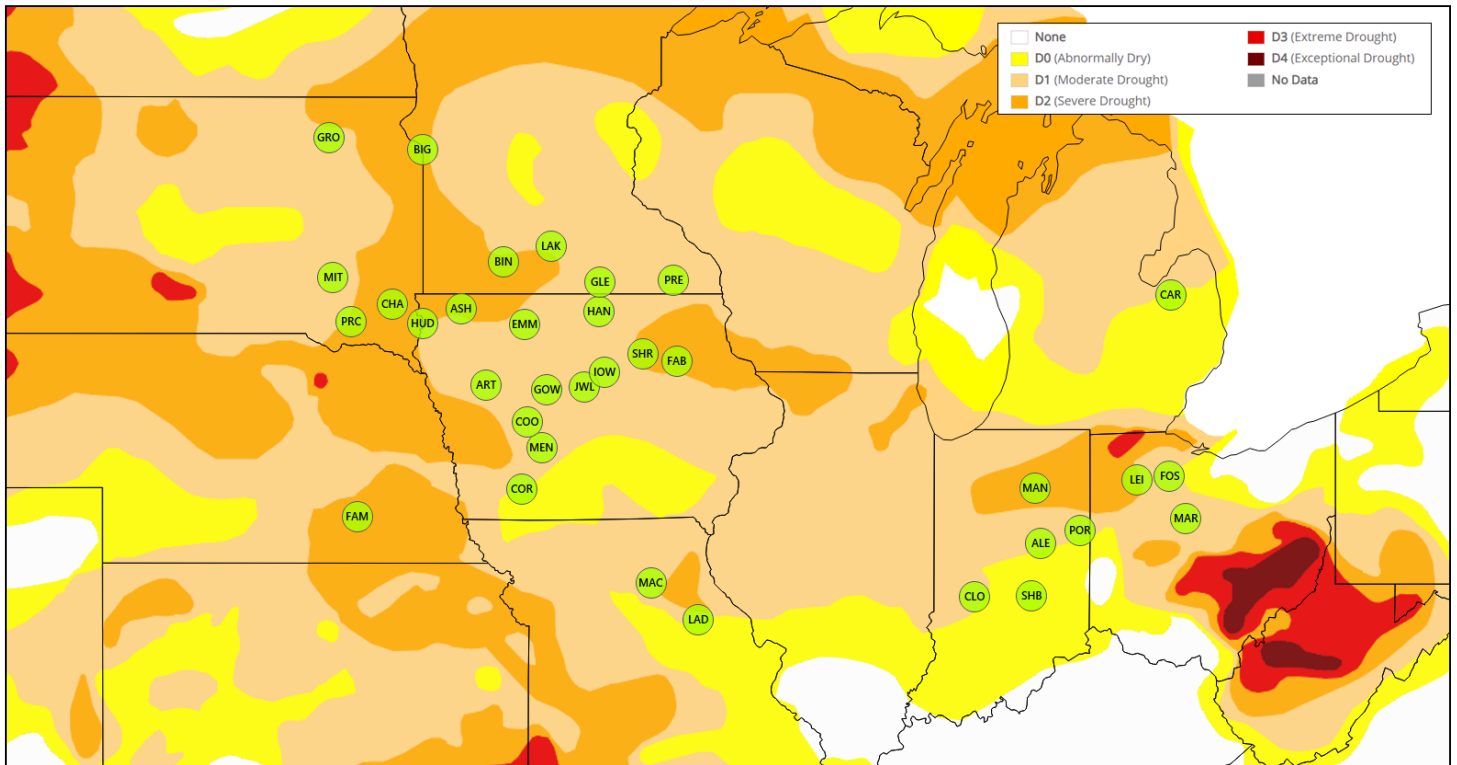 None
D0 (Abnormally Dry)
D1 (Moderate Drought)
D2 (Severe Drought)
D3 (Extreme Drought)
D4 (Exceptional Drought)
No Data
GRO
BIG
LAK
BIN
MIT
GLE
PRE
CAR
CHA
ASH
HAN
PRC
HUD
EMM
SHR
FAB
IOW
ART
GOW
JWL
COO
MEN
COR
MAN
LEI
FOS
FAM
MAR
POR
ALE
MAC
CLO
SHB
LAD